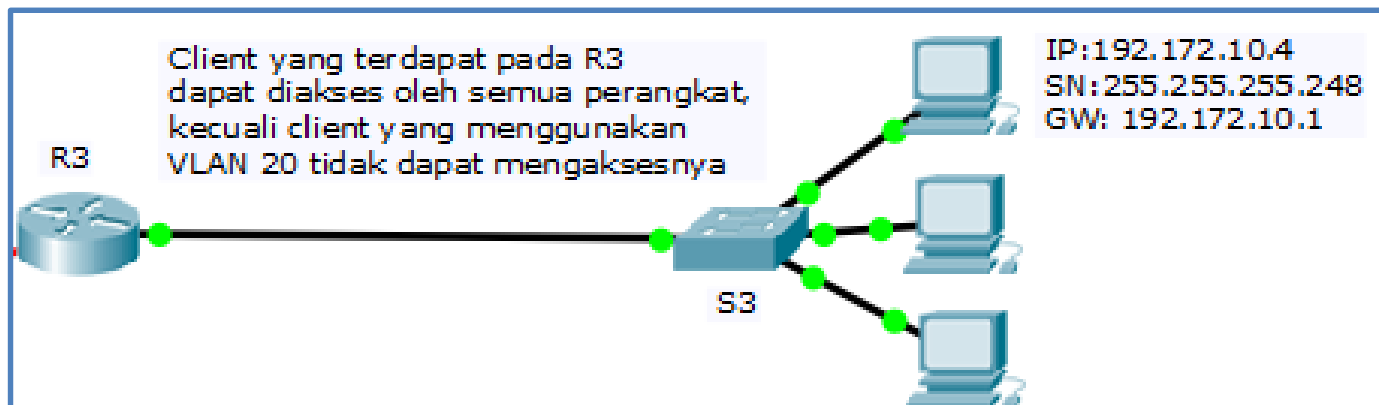 Client yang terdapat pada R3
dapat diakses oleh semua perangkat,
kecuali client yang menggunakan
VLAN 20 tidak dapat mengaksesnya
IP:192.172.10.4
SN:255.255.255.248
GW: 192.172.10.1
R3
S3